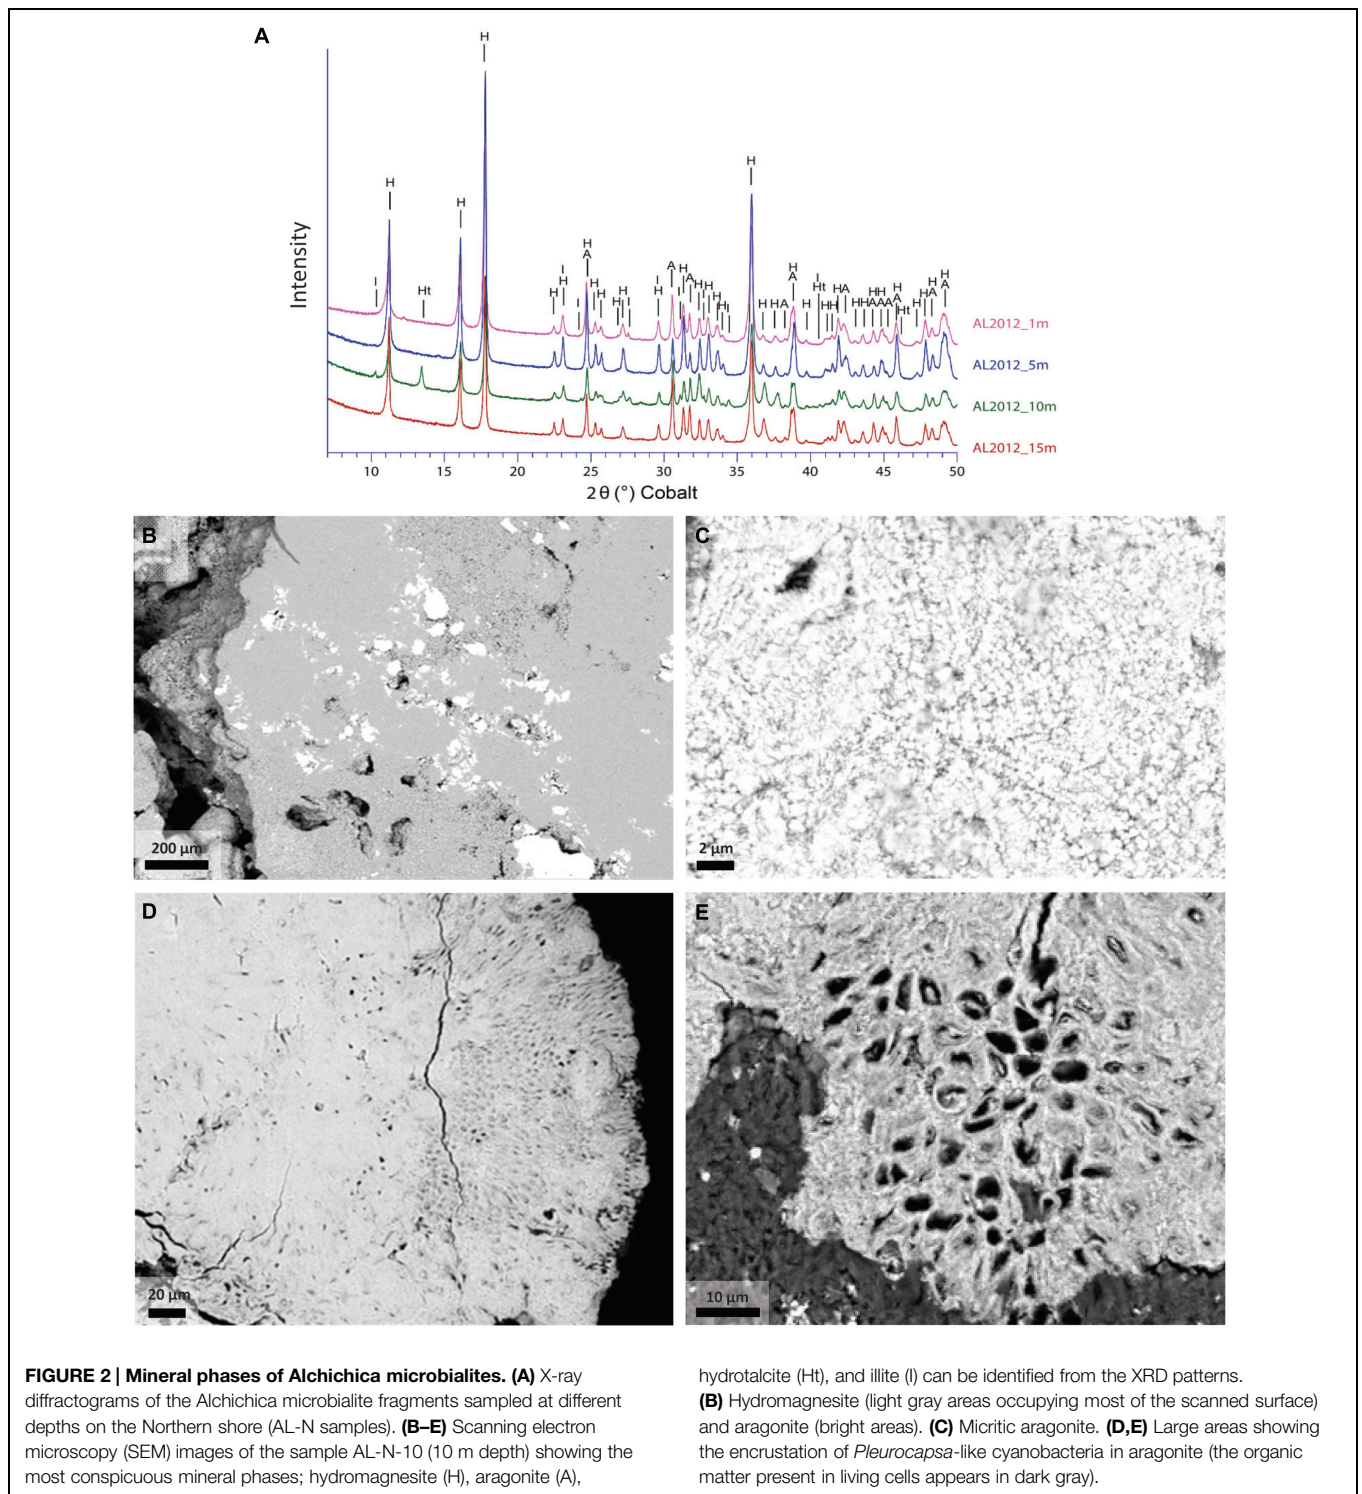 A
H
H
H
H
I
Ht
H
A
I
H
H
H
I
H
H
H
I
I
H
A
I
H
A
H
I
H
H
H
I
H
H
H
A
H
A
H
I
Ht
H
H
H
A
H
H
H
A
H
A
A
H
A
Ht
H
H
H
A
H
A
Intensity
AL2012_1m
AL2012_5m
AL2012_10m
AL2012_15m
10 15 20 25 30 35 40 45 50
2θ (°) Cobalt
B
200 µm
C
2 µm
D
20 µm
E
10 µm
FIGURE 2 | Mineral phases of Alchichica microbialites. (A) X-ray
diffractograms of the Alchichica microbialite fragments sampled at different
depths on the Northern shore (AL-N samples). (B–E) Scanning electron
microscopy (SEM) images of the sample AL-N-10 (10 m depth) showing the
most conspicuous mineral phases; hydromagnesite (H), aragonite (A),
hydrotalcite (Ht), and illite (I) can be identified from the XRD patterns.
(B) Hydromagnesite (light gray areas occupying most of the scanned surface)
and aragonite (bright areas). (C) Micritic aragonite. (D,E) Large areas showing
the encrustation of Pleurocapsa-like cyanobacteria in aragonite (the organic
matter present in living cells appears in dark gray).